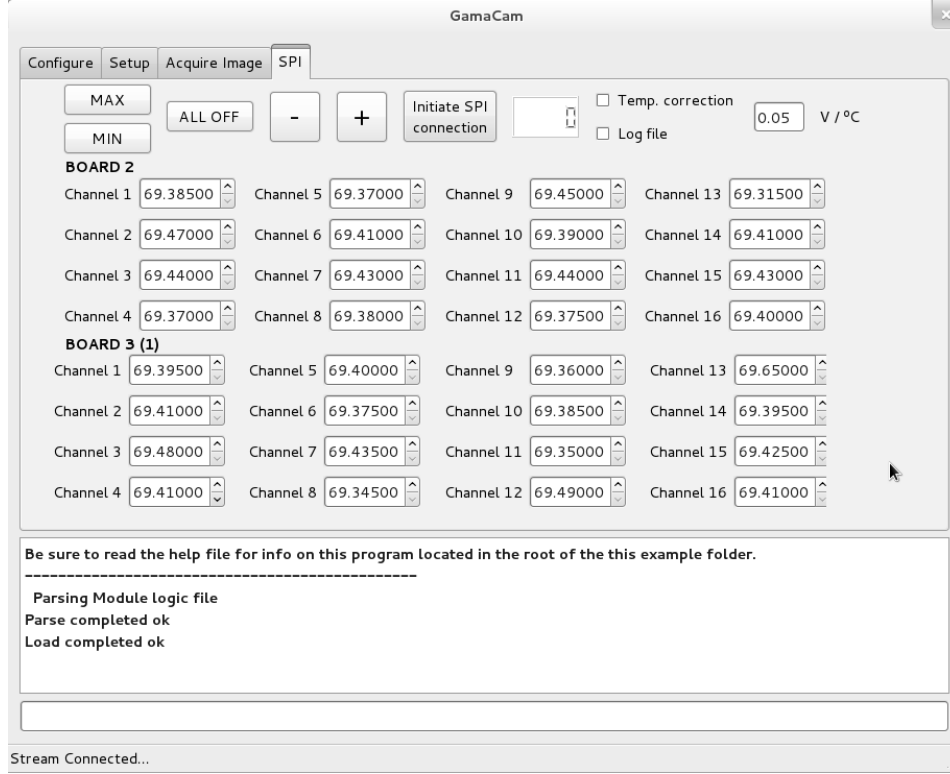 GamaCam
x
Configure Setup Acquire Image SPI
MAX
MIN
ALL OFF
-
+
Initiate SPI
connection
0
Temp. correction
Log file
0.05 V / ºC
BOARD 2
Channel 1 69.38500 Channel 5 69.37000 Channel 9 69.45000 Channel 13 69.31500
Channel 2 69.47000 Channel 6 69.41000 Channel 10 69.39000 Channel 14 69.41000
Channel 3 69.44000 Channel 7 69.43000 Channel 11 69.44000 Channel 15 69.43000
Channel 4 69.37000 Channel 8 69.38000 Channel 12 69.37500 Channel 16 69.40000
BOARD 3 (1)
Channel 1 69.39500 Channel 5 69.40000 Channel 9 69.36000 Channel 13 69.65000
Channel 2 69.41000 Channel 6 69.37500 Channel 10 69.38500 Channel 14 69.39500
Channel 3 69.48000 Channel 7 69.43500 Channel 11 69.35000 Channel 15 69.42500
Channel 4 69.41000 Channel 8 69.34500 Channel 12 69.49000 Channel 16 69.41000
Be sure to read the help file for info on this program located in the root of the this example folder.
-----------------------------------------------
Parsing Module logic file
Parse completed ok
Load completed ok
Stream Connected...